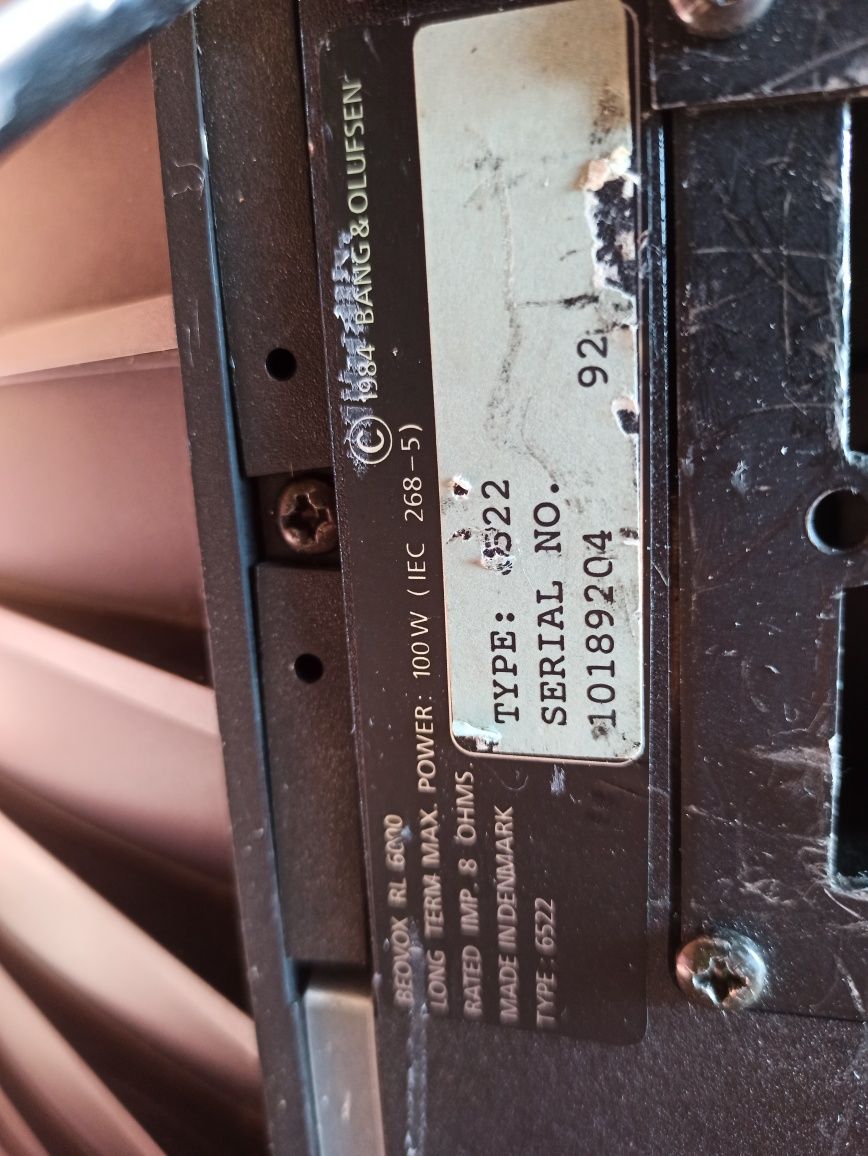 BEOVOX RL 6000 © 1984 BANG & OLUFSEN
LONG TERM MAX. POWER: 100W (IEC 268-5)
RATED IMP. 8 OHMS.
MADE IN DENMARK
TYPE: 6522
TYPE: 6522
SERIAL NO.
10189204 92